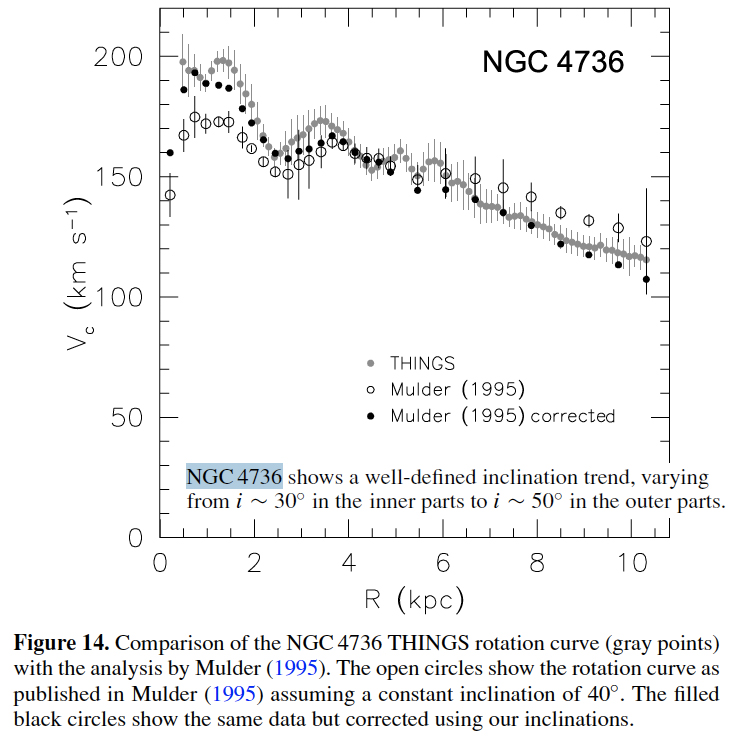 200
NGC 4736
150
V_c (km s⁻¹)
100
THINGS
Mulder (1995)
Mulder (1995) corrected
50
NGC 4736 shows a well-defined inclination trend, varying
from i ∼ 30° in the inner parts to i ∼ 50° in the outer parts.
0
0 2 4 6 8 10
R (kpc)
Figure 14. Comparison of the NGC 4736 THINGS rotation curve (gray points)
with the analysis by Mulder (1995). The open circles show the rotation curve as
published in Mulder (1995) assuming a constant inclination of 40°. The filled
black circles show the same data but corrected using our inclinations.